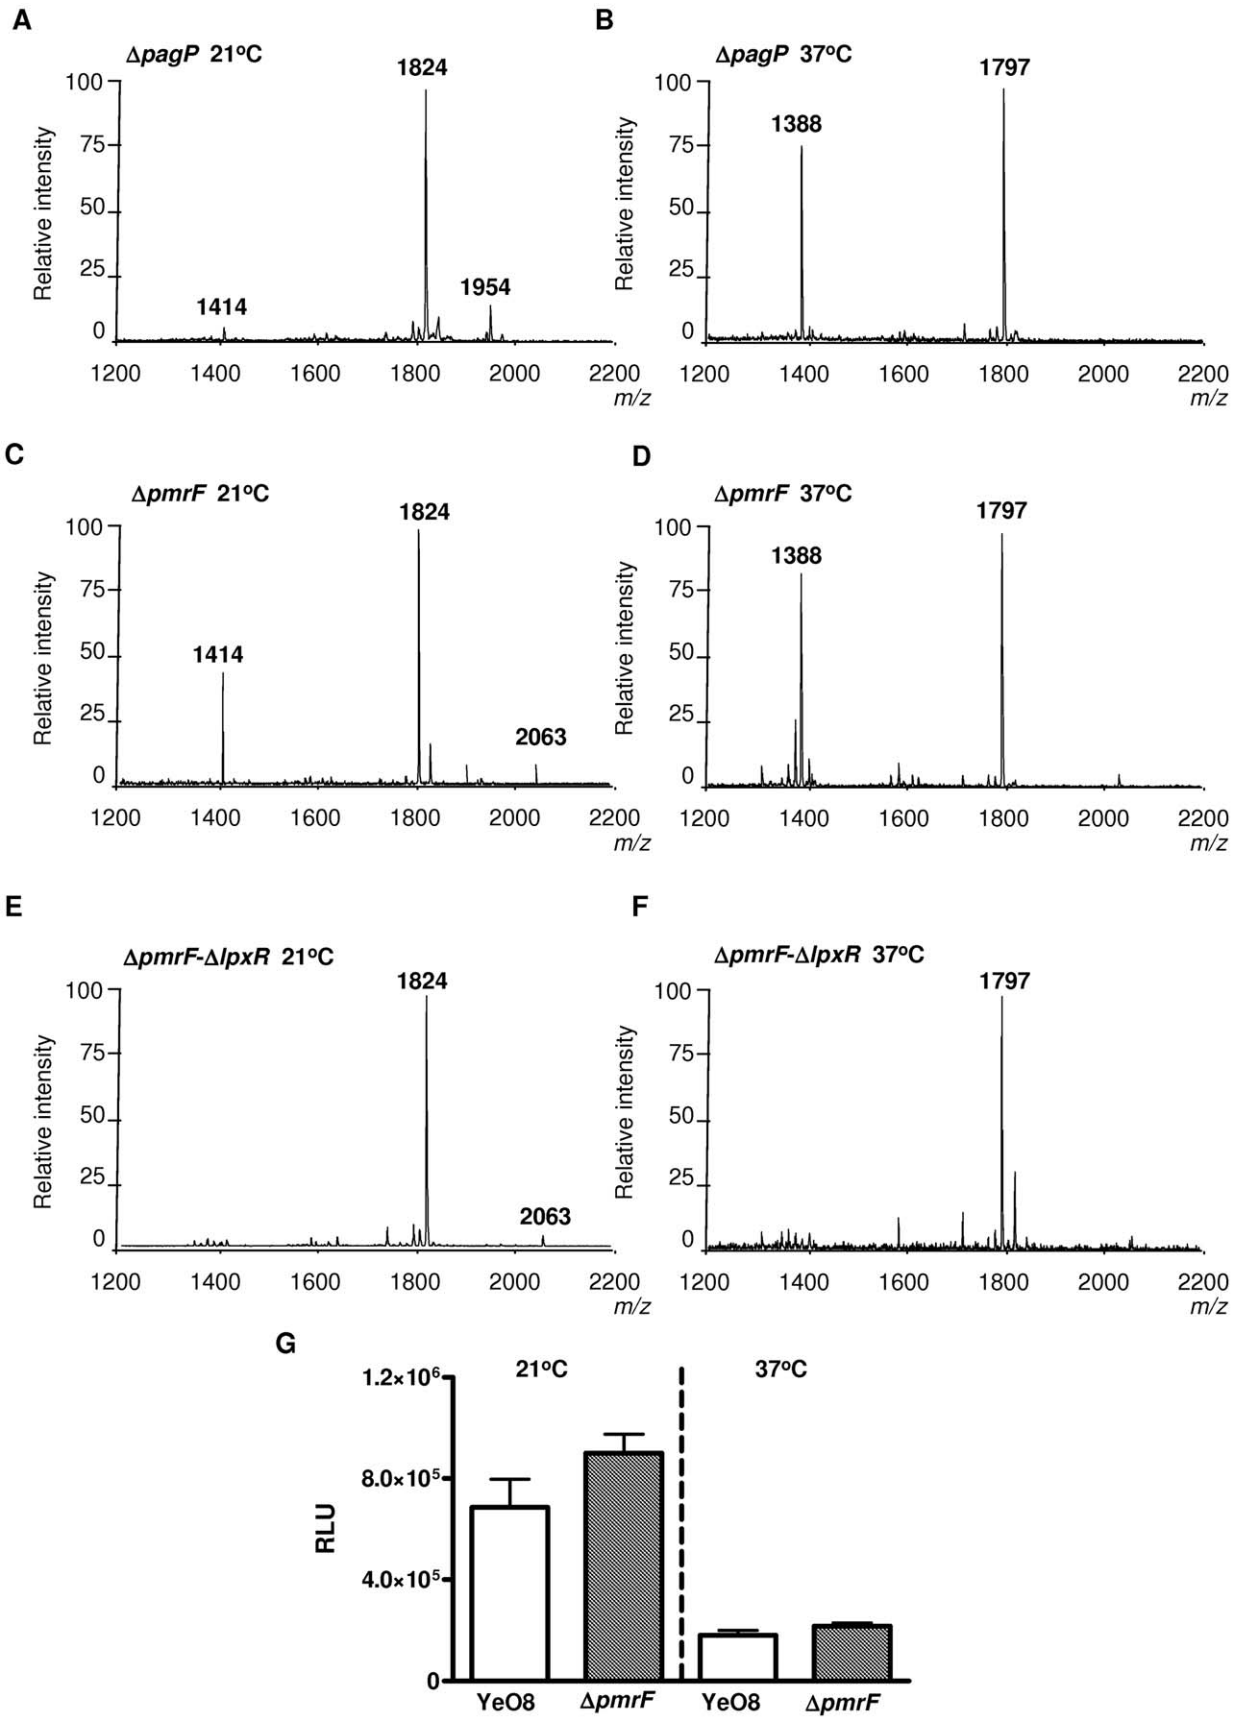 A
ΔpagP 21ºC
1824
100
75
50
25
0
Relative intensity
1414
1954
1200 1400 1600 1800 2000 2200
m/z
B
ΔpagP 37ºC
1797
1388
100
75
50
25
0
Relative intensity
1200 1400 1600 1800 2000 2200
m/z
C
ΔpmrF 21ºC
1824
100
75
50
25
0
Relative intensity
1414
2063
1200 1400 1600 1800 2000 2200
m/z
D
ΔpmrF 37ºC
1797
1388
100
75
50
25
0
Relative intensity
1200 1400 1600 1800 2000 2200
m/z
E
ΔpmrF-ΔlpxR 21ºC
1824
100
75
50
25
0
Relative intensity
2063
1200 1400 1600 1800 2000 2200
m/z
F
ΔpmrF-ΔlpxR 37ºC
1797
100
75
50
25
0
Relative intensity
1200 1400 1600 1800 2000 2200
m/z
G
21ºC 37ºC
1.2×10⁶
8.0×10⁵
4.0×10⁵
0
RLU
YeO8 ΔpmrF YeO8 ΔpmrF